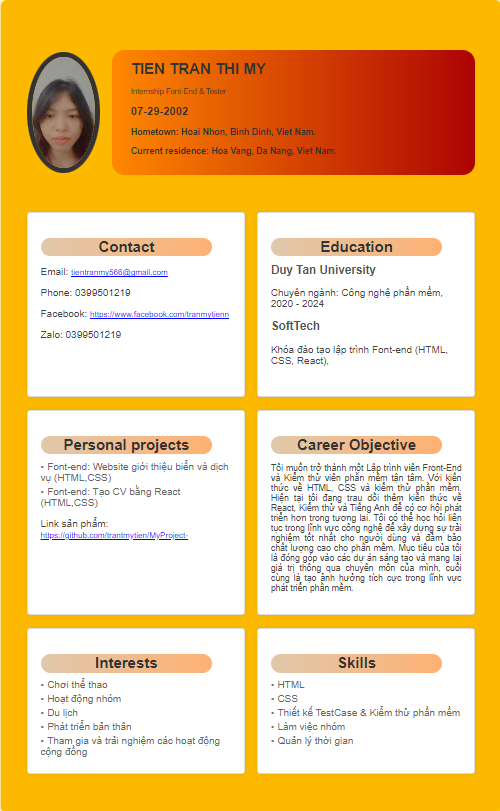 TIEN TRAN THI MY
Internship Font-End & Tester
07-29-2002
Hometown: Hoai Nhon, Binh Dinh, Viet Nam.
Current residence: Hoa Vang, Da Nang, Viet Nam.
Contact
Email: tientranmy566@gmail.com
Phone: 0399501219
Facebook: https://www.facebook.com/tranmytienn
Zalo: 0399501219
Education
Duy Tan University
Chuyên ngành: Công nghệ phần mềm,
2020 - 2024
SoftTech
Khóa đào tạo lập trình Font-end (HTML,
CSS, React),
Personal projects
- Font-end: Website giới thiệu biển và dịch
vụ (HTML,CSS)
- Font-end: Tạo CV bằng React
(HTML,CSS)
Link sản phẩm:
https://github.com/trantmytien/MyProject-
Career Objective
Tôi muốn trở thành một Lập trình viên Front-End
và Kiểm thử viên phần mềm tận tâm. Với kiến
thức về HTML, CSS và kiểm thử phần mềm.
Hiện tại tôi đang trau dồi thêm kiến thức về
React, Kiểm thử và Tiếng Anh để có cơ hội phát
triển hơn trong tương lai. Tôi có thể học hỏi liên
tục trong lĩnh vực công nghệ để xây dựng sự trải
nghiệm tốt nhất cho người dùng và đảm bảo
chất lượng cao cho phần mềm. Mục tiêu của tôi
là đóng góp vào các dự án sáng tạo và mang lại
giá trị thông qua chuyên môn của mình, cuối
cùng là tạo ảnh hưởng tích cực trong lĩnh vực
phát triển phần mềm.
Interests
- Chơi thể thao
- Hoạt động nhóm
- Du lịch
- Phát triển bản thân
- Tham gia và trải nghiệm các hoạt động
cộng đồng
Skills
- HTML
- CSS
- Thiết kế TestCase & Kiểm thử phần mềm
- Làm việc nhóm
- Quản lý thời gian